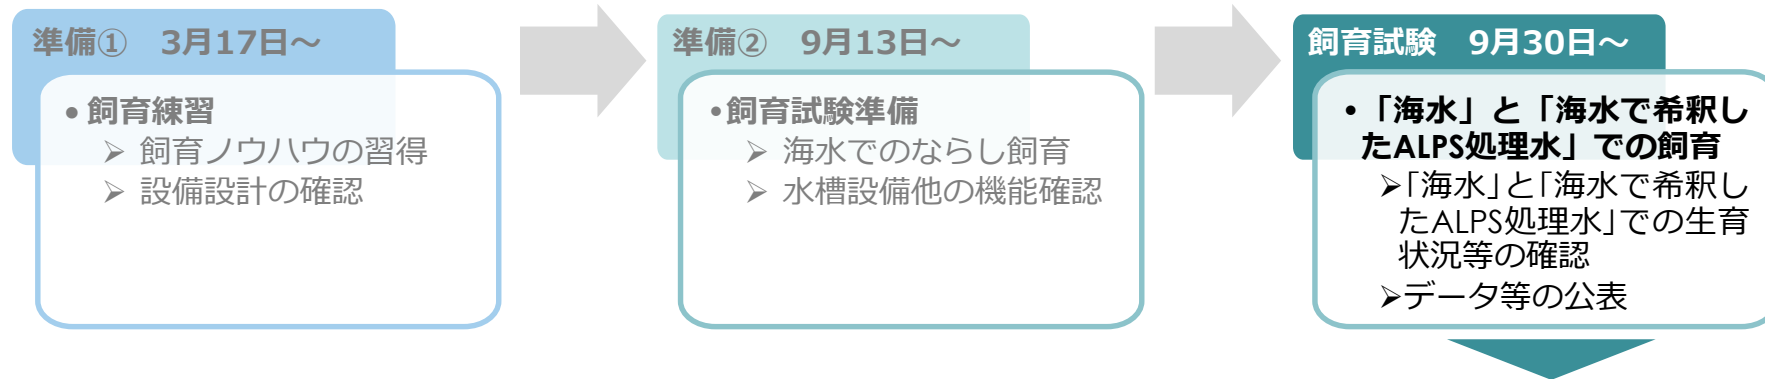 準備①　3月17日～
• 飼育練習
➢ 飼育ノウハウの習得
➢ 設備設計の確認
準備②　9月13日～
•飼育試験準備
➢ 海水でのならし飼育
➢ 水槽設備他の機能確認
飼育試験　9月30日～
• 「海水」と「海水で希釈し
たALPS処理水」での飼育
➢「海水」と「海水で希釈し
たALPS処理水」での生育
状況等の確認
➢データ等の公表